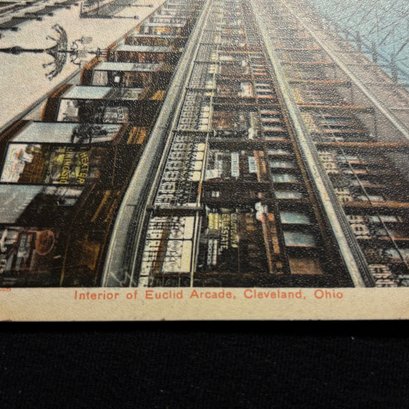 Interior of Euclid Arcade, Cleveland, Ohio